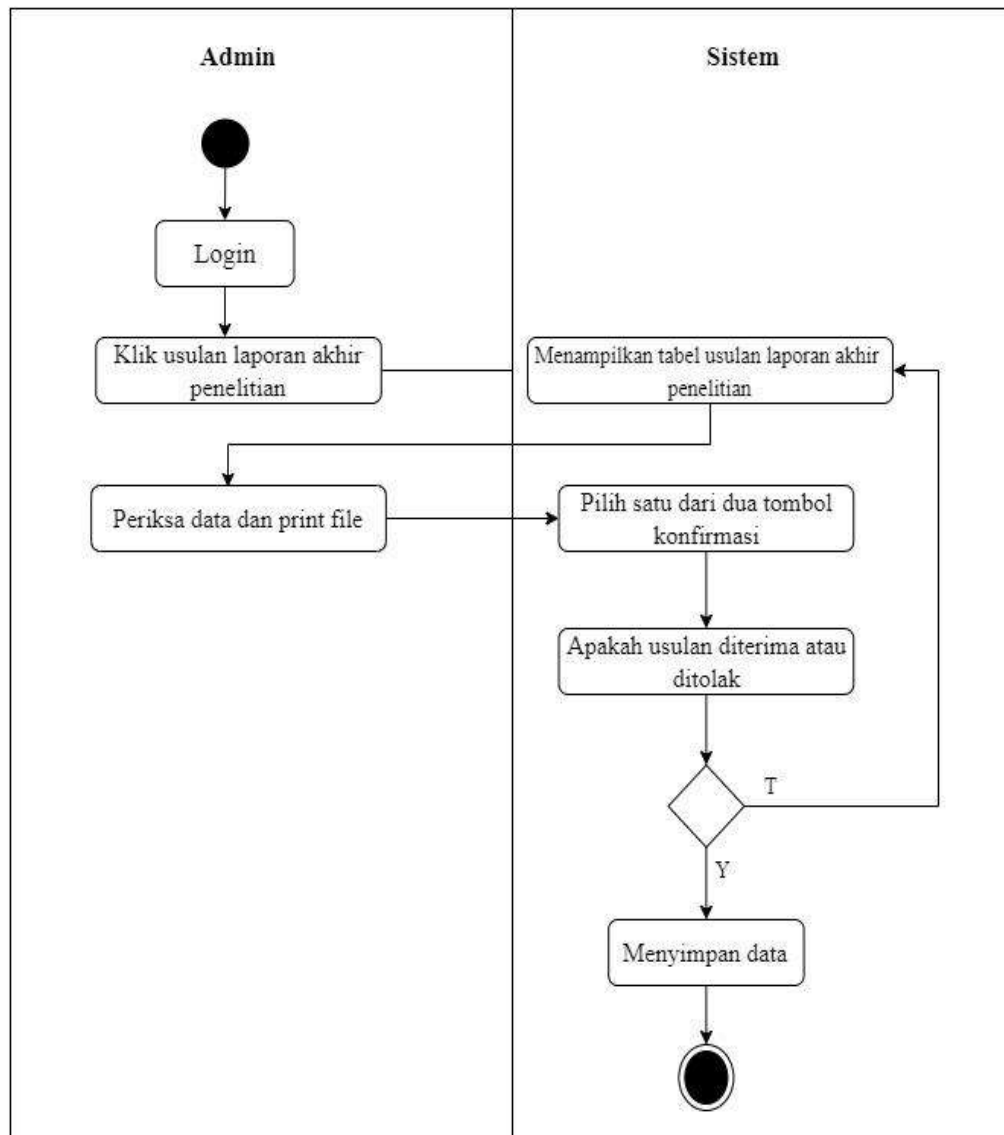 Admin
Sistem
Login
Klik usulan laporan akhir
penelitian
Menampilkan tabel usulan laporan akhir
penelitian
Periksa data dan print file
Pilih satu dari dua tombol
konfirmasi
Apakah usulan diterima atau
ditolak
T
Y
Menyimpan data